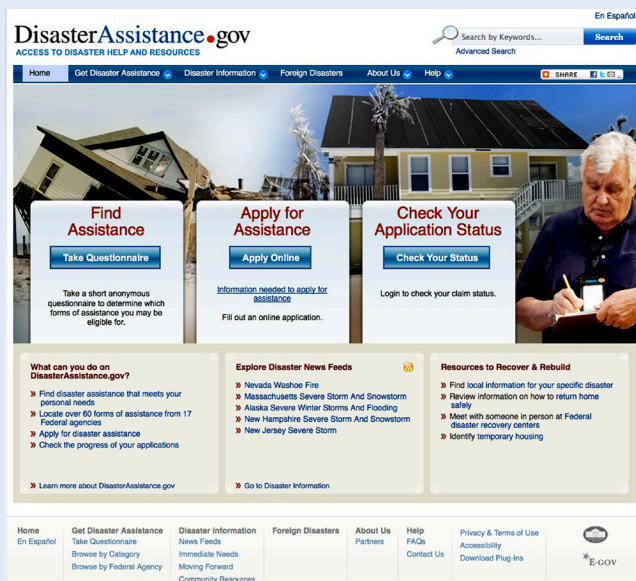 En Español
DisasterAssistance.gov
ACCESS TO DISASTER HELP AND RESOURCES
Search by Keywords...
Search
Advanced Search
Home
Get Disaster Assistance
Disaster Information
Foreign Disasters
About Us
Help
SHARE
Find
Assistance
Take Questionnaire
Take a short anonymous
questionnaire to determine which
forms of assistance you may be
eligible for.
Apply for
Assistance
Apply Online
Information needed to apply for
assistance
Fill out an online application.
Check Your
Application Status
Check Your Status
Login to check your claim status.
What can you do on
DisasterAssistance.gov?
» Find disaster assistance that meets your
personal needs
» Locate over 60 forms of assistance from 17
Federal agencies
» Apply for disaster assistance
» Check the progress of your applications
» Learn more about DisasterAssistance.gov
Explore Disaster News Feeds
» Nevada Washoe Fire
» Massachusetts Severe Storm And Snowstorm
» Alaska Severe Winter Storms And Flooding
» New Hampshire Severe Storm And Snowstorm
» New Jersey Severe Storm
» Go to Disaster Information
Resources to Recover & Rebuild
» Find local information for your specific disaster
» Review information on how to return home
safely
» Meet with someone in person at Federal
disaster recovery centers
» Identify temporary housing
Home
En Español
Get Disaster Assistance
Take Questionnaire
Browse by Category
Browse by Federal Agency
Disaster Information
News Feeds
Immediate Needs
Moving Forward
Community Resources
Foreign Disasters
About Us
Partners
Help
FAQs
Contact Us
Privacy & Terms of Use
Accessibility
Download Plug-Ins
E-GOV